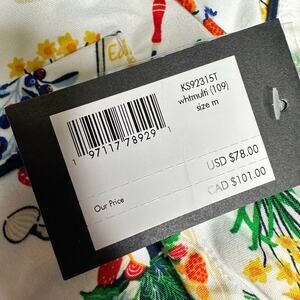 KS92315T
whtmulti (109)
size m
1 97117 78929 1
USD $78.00
Our Price
CAD $101.00